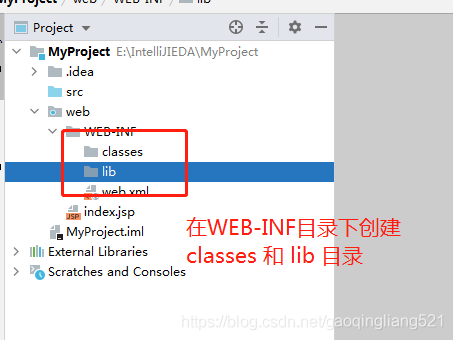 MyProject web WEB-INF lib
Project
MyProject E:\IntelliJIEDA\MyProject
.idea
src
web
WEB-INF
classes
lib
web.xml
index.jsp
MyProject.iml
External Libraries
Scratches and Consoles
在WEB-INF目录下创建
classes 和 lib 目录
https://blog.csdn.net/gaoqingliang521